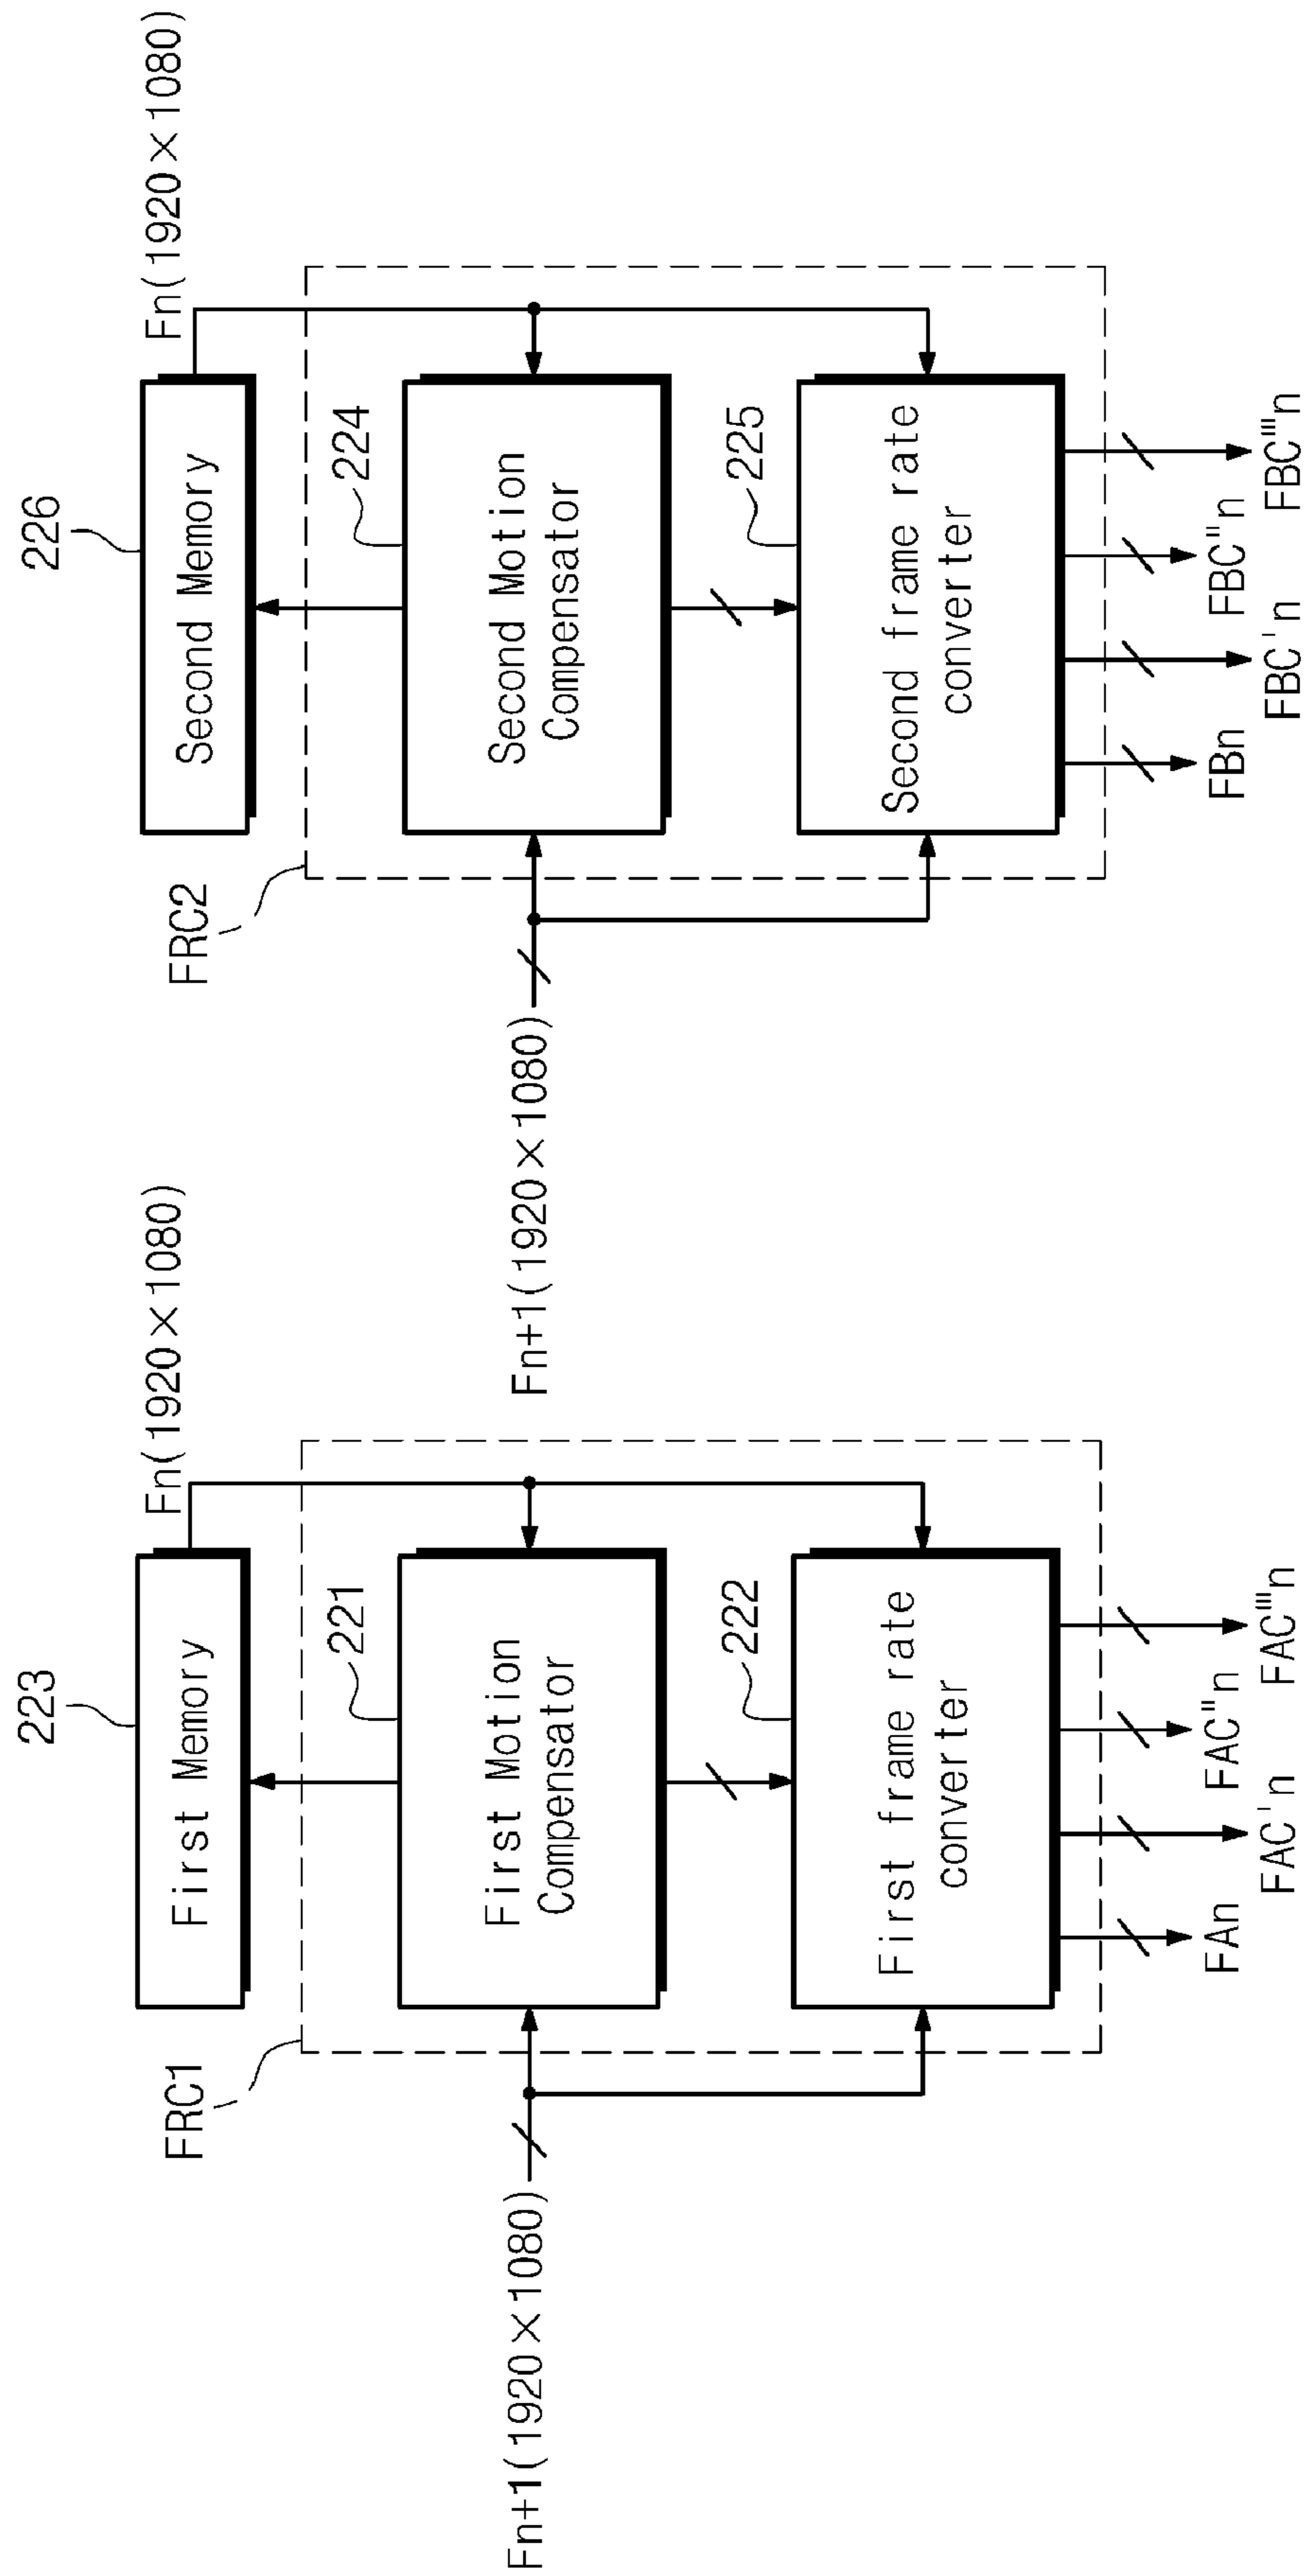 223
Fn(1920×1080)
First Memory
FRC1
221
Fn+1(1920×1080)
First Motion
Compensator
222
First frame rate
converter
FAn
FAC'n
FAC"n
FAC'''n
226
Fn(1920×1080)
Second Memory
FRC2
224
Fn+1(1920×1080)
Second Motion
Compensator
225
Second frame rate
converter
FBn
FBC'n
FBC"n
FBC'''n